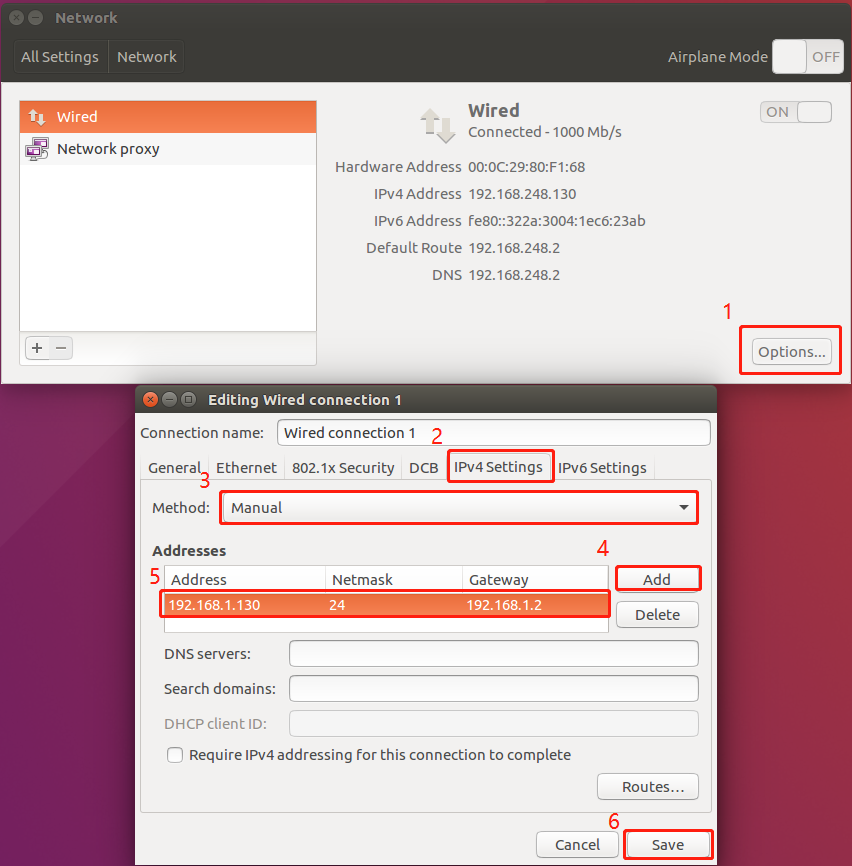 Network
All Settings Network Airplane Mode OFF
Wired
Network proxy
Wired ON
Connected - 1000 Mb/s
Hardware Address 00:0C:29:80:F1:68
IPv4 Address 192.168.248.130
IPv6 Address fe80::322a:3004:1ec6:23ab
Default Route 192.168.248.2
DNS 192.168.248.2
+ −
1
Options...
Editing Wired connection 1
Connection name: Wired connection 1
2
General Ethernet 802.1x Security DCB IPv4 Settings IPv6 Settings
3
Method: Manual
Addresses
4
5
Address Netmask Gateway Add
192.168.1.130 24 192.168.1.2
Delete
DNS servers:
Search domains:
DHCP client ID:
Require IPv4 addressing for this connection to complete
Routes...
6
Cancel Save